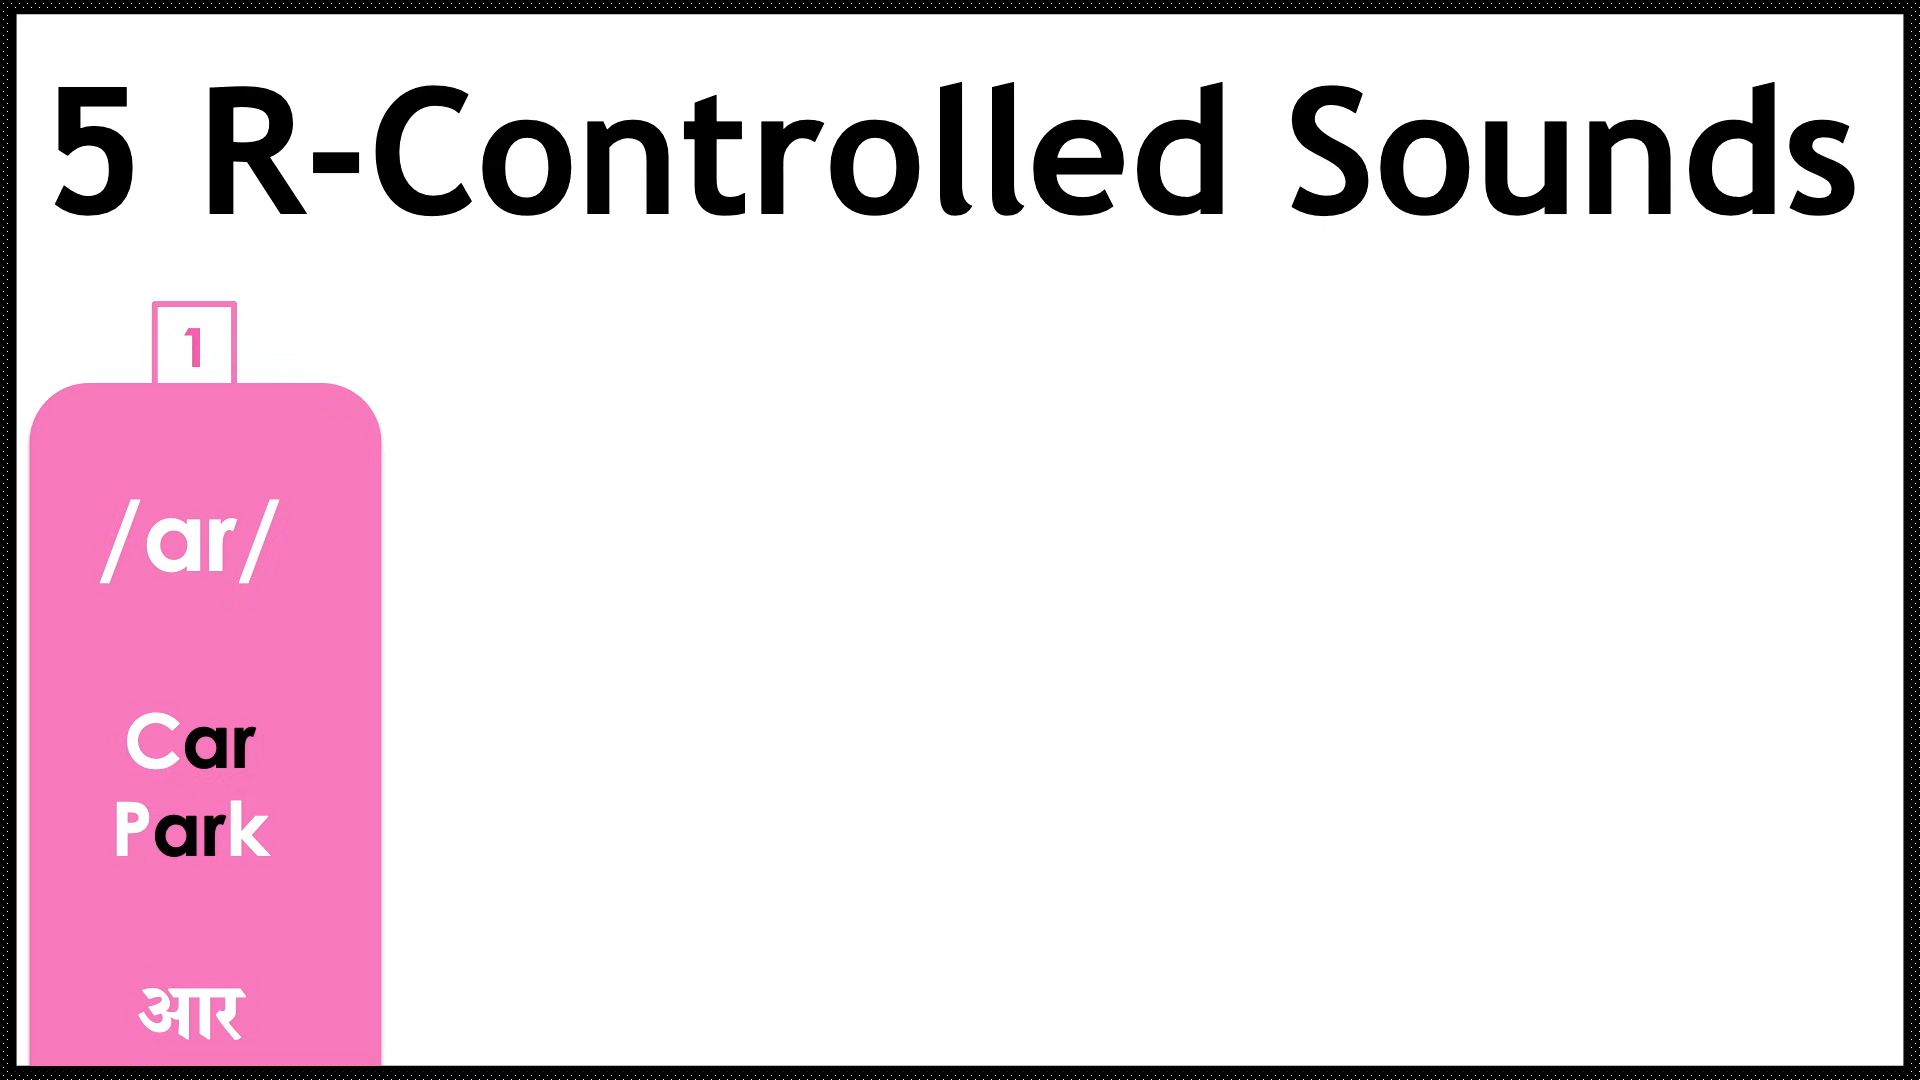 5 R-Controlled Sounds
1
/ar/
Car
Park
आर